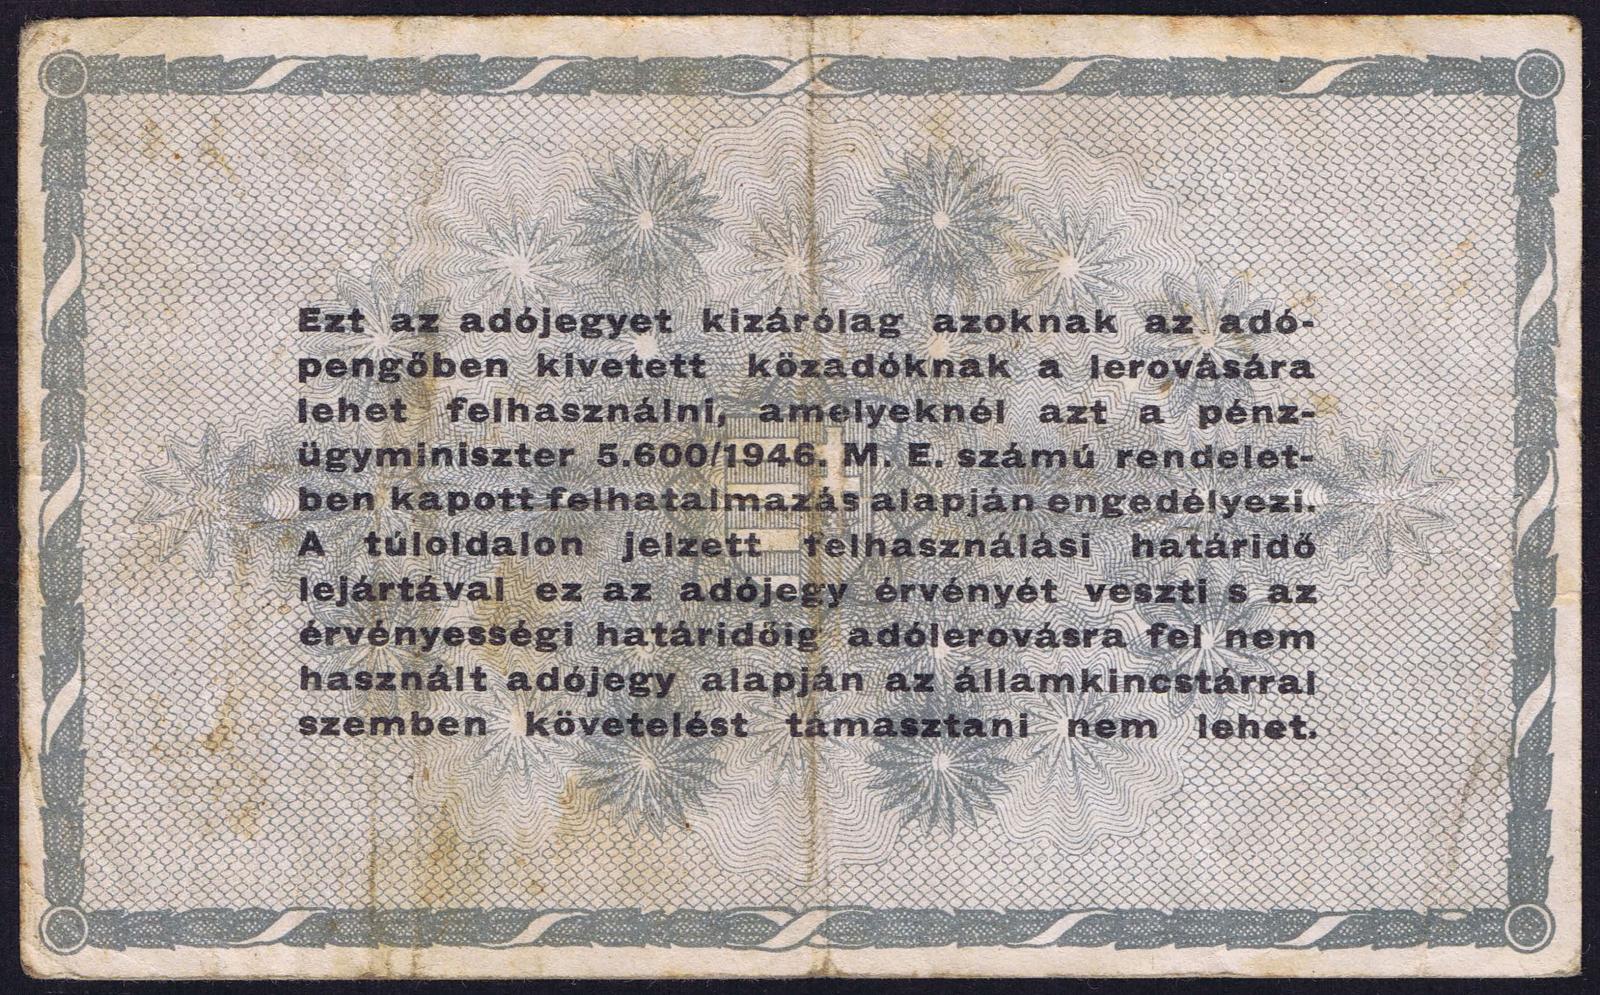 Ezt az adójegyet kizárólag azoknak az adó-
pengőben kivetett közadóknak a lerovására
lehet felhasználni, amelyeknél azt a pénz-
ügyminiszter 5.600/1946. M. E. számú rendelet-
ben kapott felhatalmazás alapján engedélyezi.
A túloldalon jelzett felhasználási határidő
lejártával ez az adójegy érvényét veszti s az
érvényességi határidőig adólerovásra fel nem
használt adójegy alapján az államkincstárral
szemben követelést támasztani nem lehet.